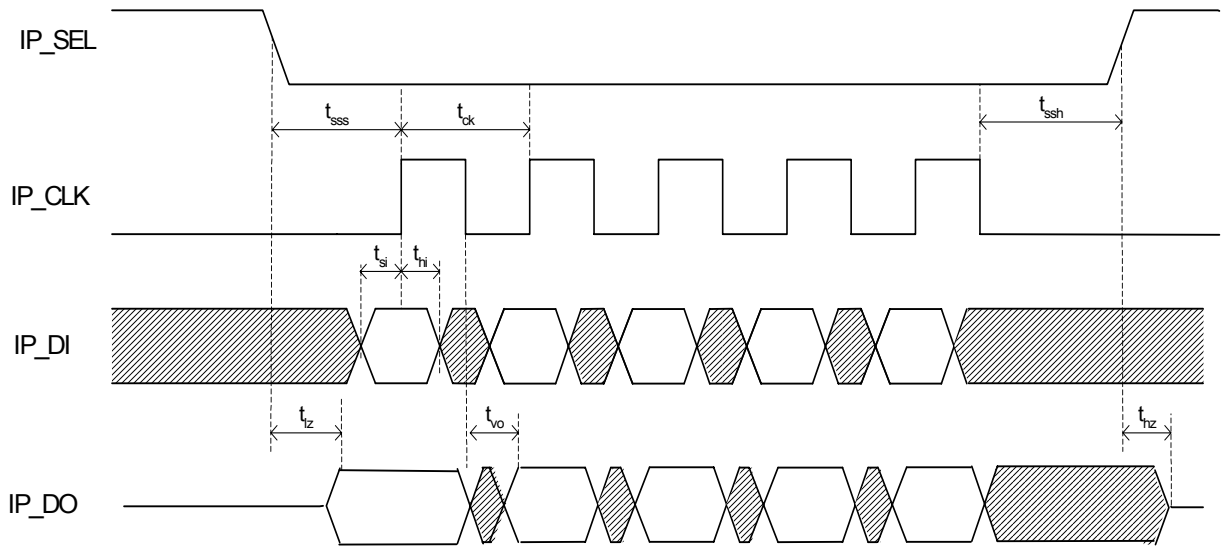 IP_SEL
t_sss
t_ck
t_ssh
IP_CLK
t_si
t_hi
IP_DI
t_lz
t_vo
t_hz
IP_DO